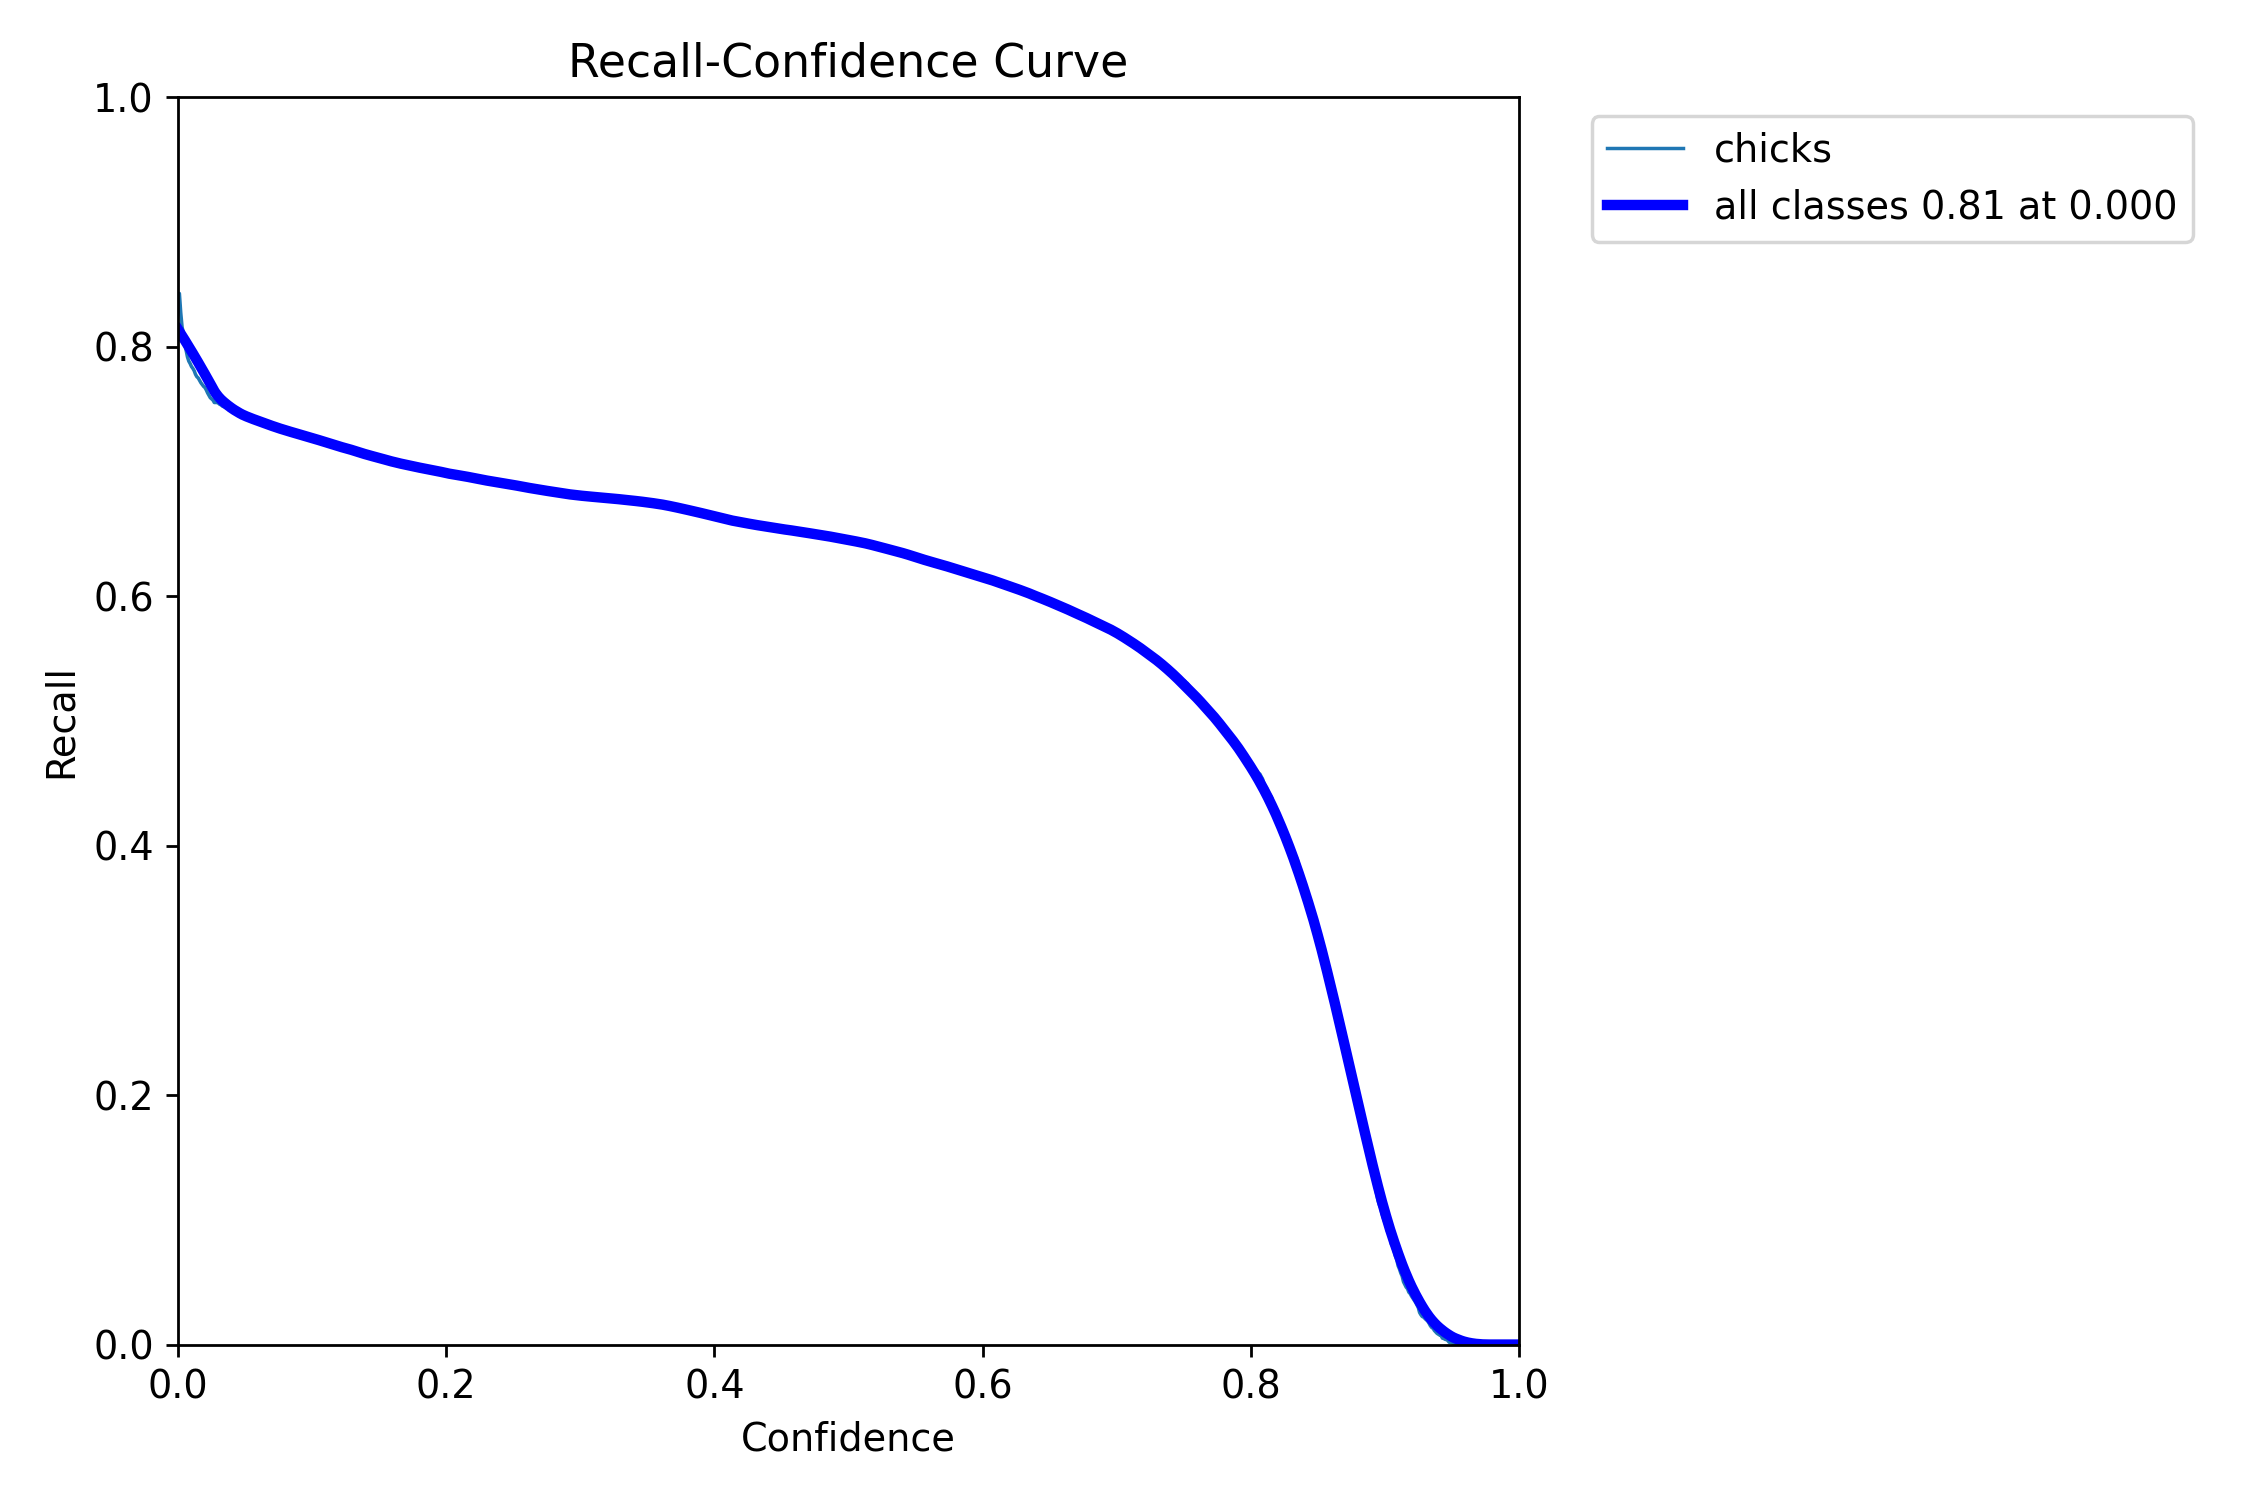 Recall-Confidence Curve
1.0
0.8
0.6
0.4
0.2
0.0
Recall
0.0 0.2 0.4 0.6 0.8 1.0
Confidence
chicks
all classes 0.81 at 0.000